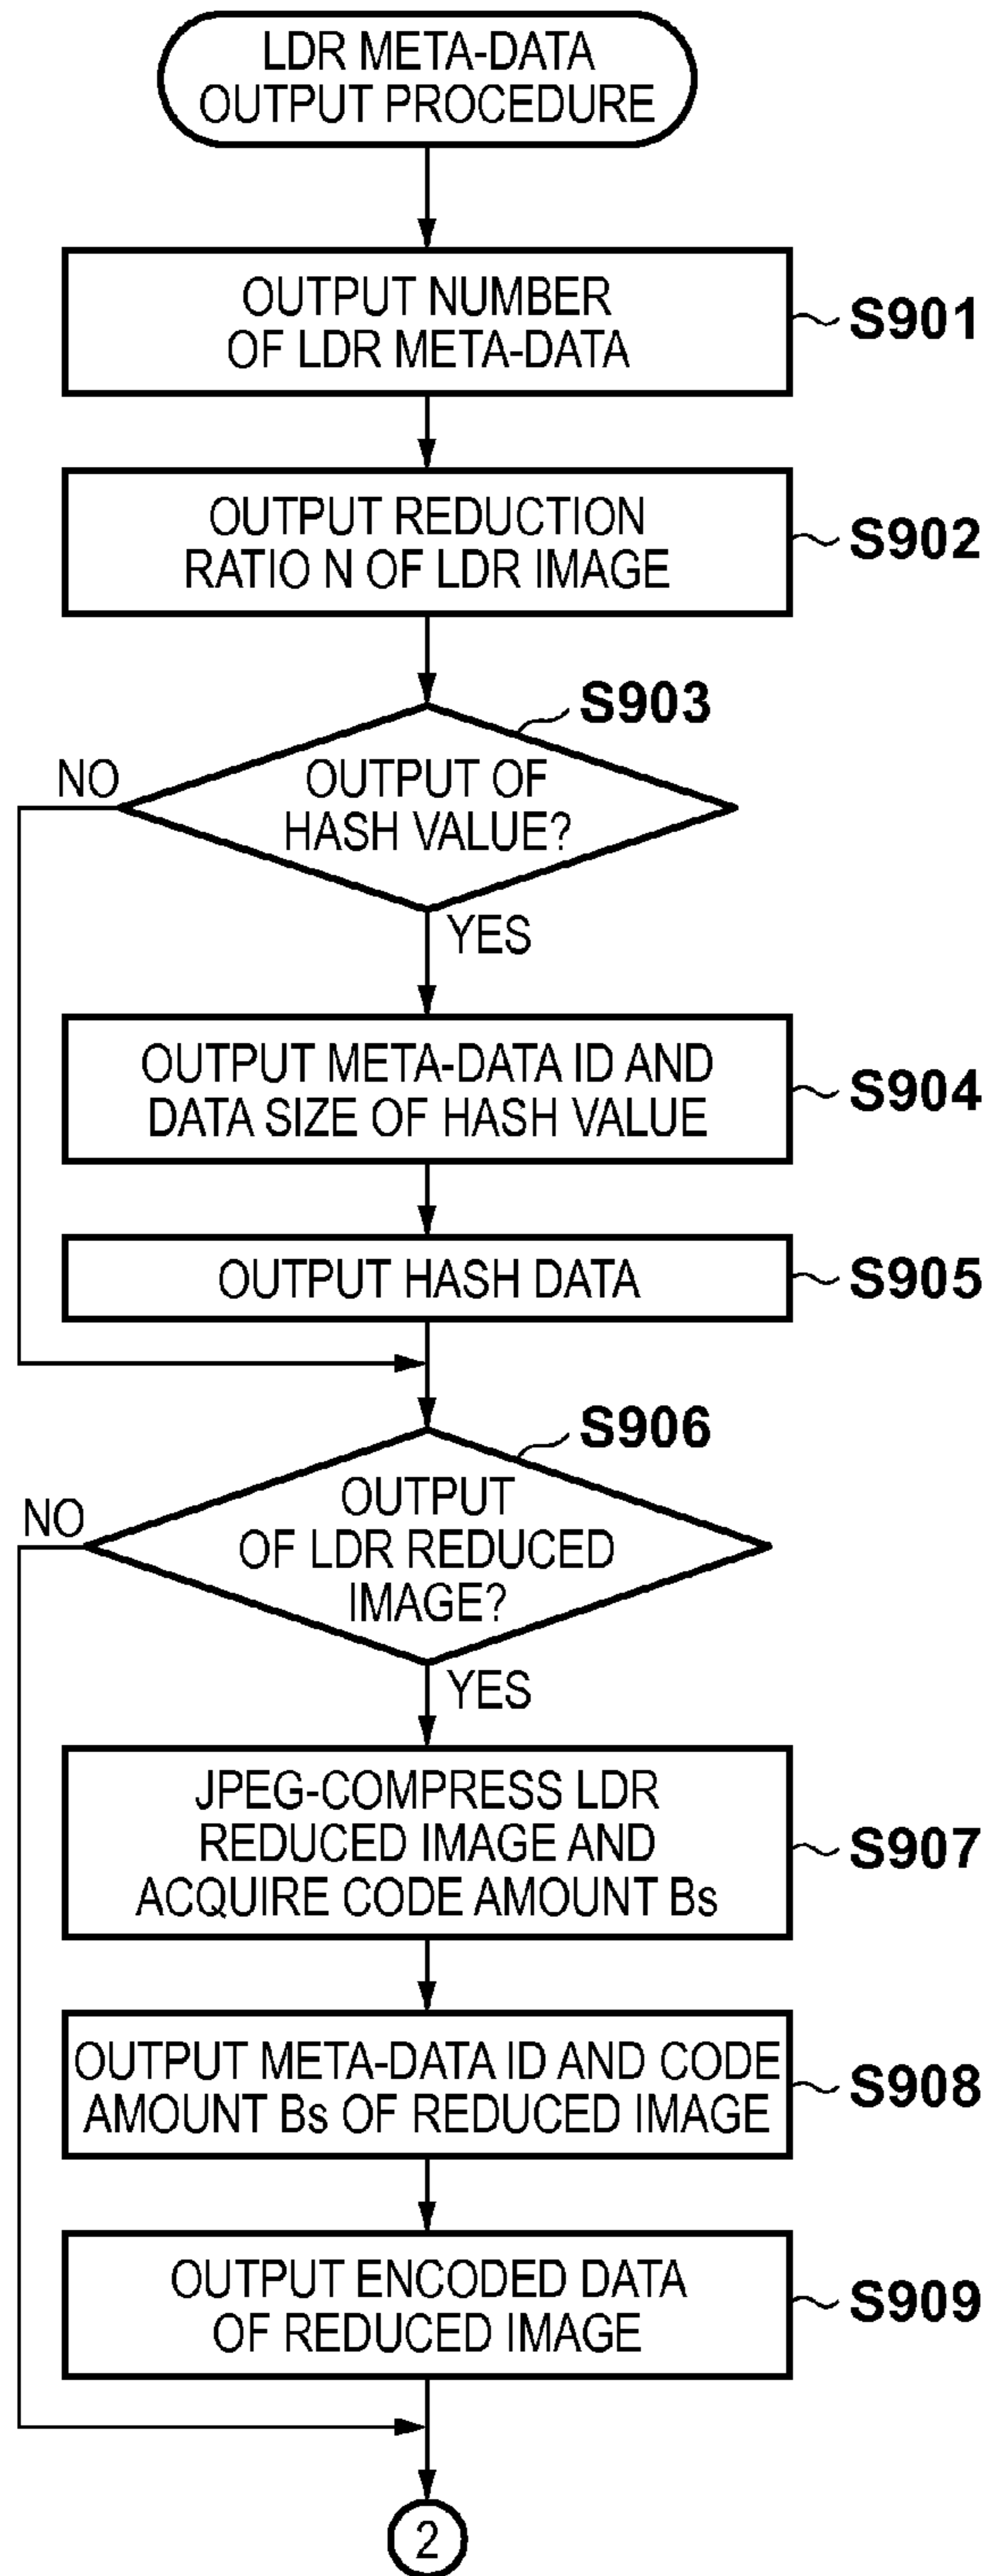 LDR META-DATA
OUTPUT PROCEDURE
OUTPUT NUMBER
OF LDR META-DATA
S901
OUTPUT REDUCTION
RATIO N OF LDR IMAGE
S902
S903
NO
OUTPUT OF
HASH VALUE?
YES
OUTPUT META-DATA ID AND
DATA SIZE OF HASH VALUE
S904
OUTPUT HASH DATA
S905
S906
NO
OUTPUT
OF LDR REDUCED
IMAGE?
YES
JPEG-COMPRESS LDR
REDUCED IMAGE AND
ACQUIRE CODE AMOUNT Bs
S907
OUTPUT META-DATA ID AND CODE
AMOUNT Bs OF REDUCED IMAGE
S908
OUTPUT ENCODED DATA
OF REDUCED IMAGE
S909
2